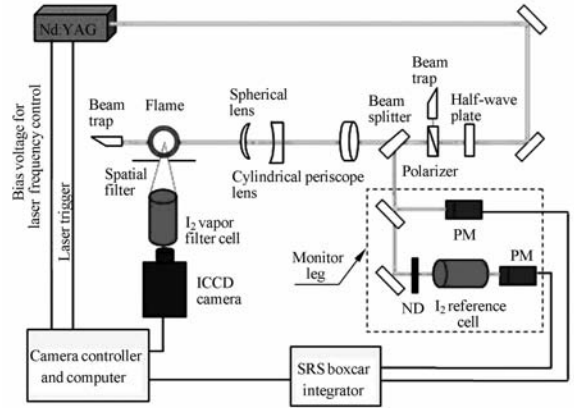 Nd:YAG
Bias voltage for
laser frequency control
Laser trigger
Beam
trap
Flame
Spherical
lens
Beam
trap
Beam
splitter
Half-wave
plate
Spatial
filter
Cylindrical periscope
lens
Polarizer
I₂ vapor
filter cell
ICCD
camera
Monitor
leg
PM
PM
ND
I₂ reference
cell
Camera controller
and computer
SRS boxcar
integrator